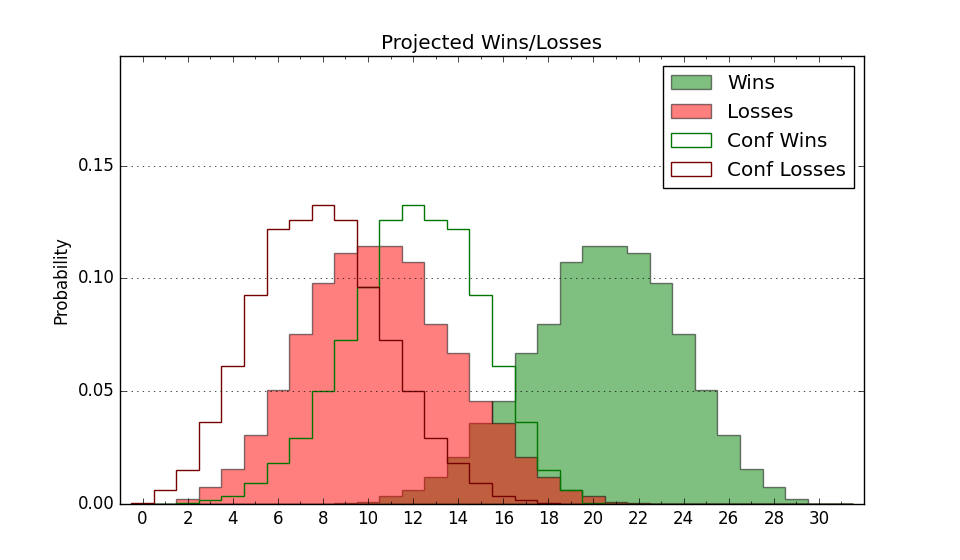 Projected Wins/Losses
Wins
Losses
Conf Wins
Conf Losses
Probability
0.15
0.10
0.05
0.00
0 2 4 6 8 10 12 14 16 18 20 22 24 26 28 30